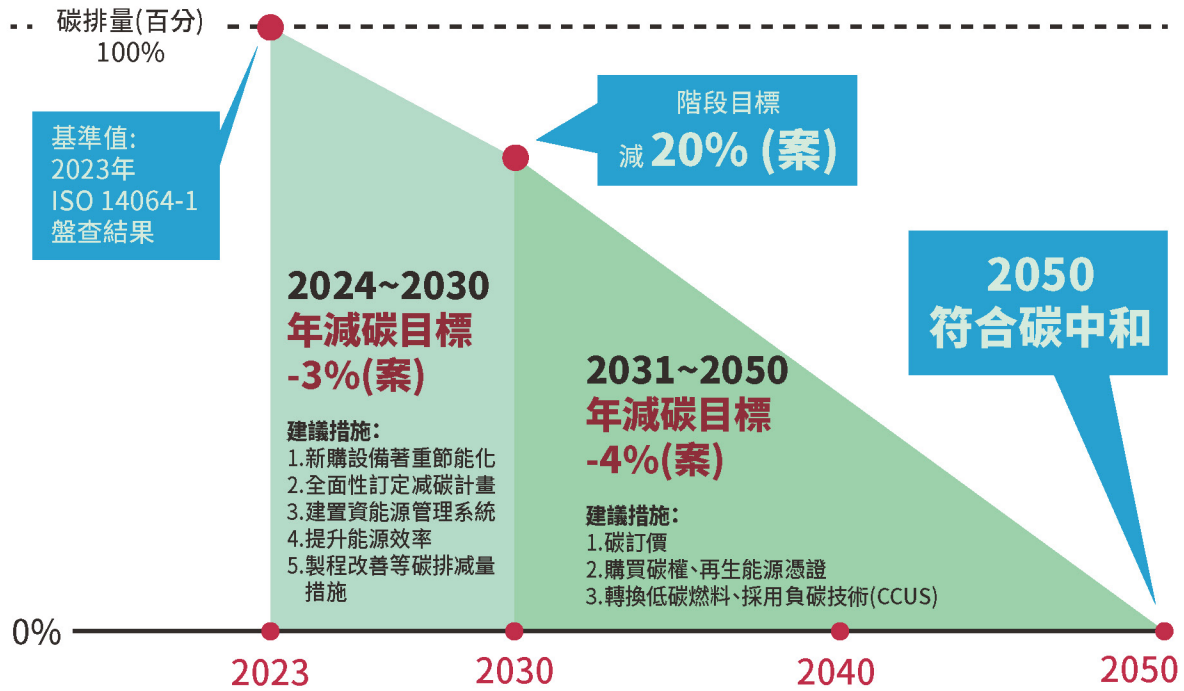 碳排量(百分)
100%
基準值:
2023年
ISO 14064-1
盤查結果
階段目標
減 20% (案)
2050
符合碳中和
2024~2030
年減碳目標
-3%(案)
建議措施：
1.新購設備著重節能化
2.全面性訂定減碳計畫
3.建置資能源管理系統
4.提升能源效率
5.製程改善等碳排減量
措施
2031~2050
年減碳目標
-4%(案)
建議措施：
1.碳訂價
2.購買碳權、再生能源憑證
3.轉換低碳燃料、採用負碳技術(CCUS)
0%
2023
2030
2040
2050